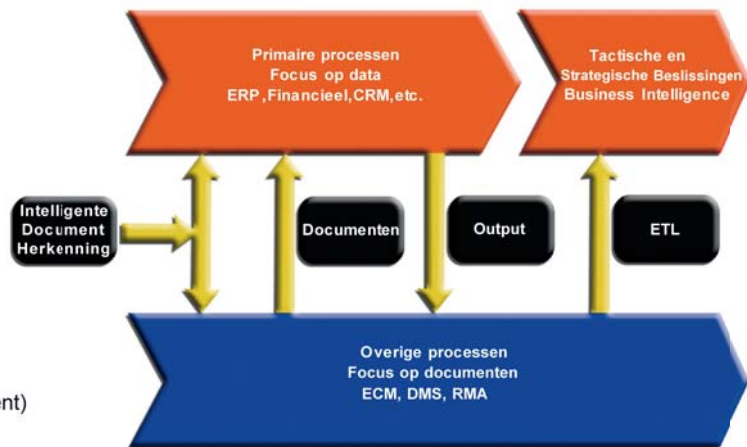 Primaire processen
Focus op data
ERP,Financieel,CRM,etc.
Tactische en
Strategische Beslissingen
Business Intelligence
Intelligente
Document
Herkenning
Documenten
Output
ETL
Overige processen
Focus op documenten
ECM, DMS, RMA